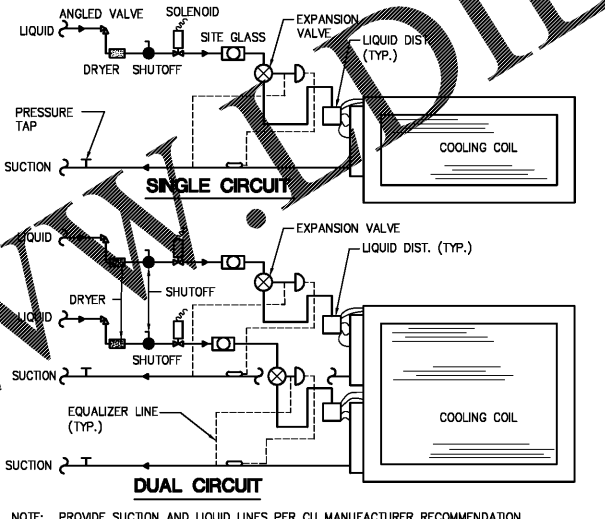 ANGLED VALVE
SOLENOID
LIQUID
SITE GLASS
EXPANSION
VALVE
LIQUID DIST.
(TYP.)
DRYER SHUTOFF
PRESSURE
TAP
COOLING COIL
SUCTION
SINGLE CIRCUIT
LIQUID
EXPANSION VALVE
LIQUID DIST. (TYP.)
DRYER
SHUTOFF
LIQUID
SHUTOFF
SUCTION
EQUALIZER LINE
(TYP.)
COOLING COIL
SUCTION
DUAL CIRCUIT
NOTE: PROVIDE SUCTION AND LIQUID LINES PER CU MANUFACTURER RECOMMENDATION